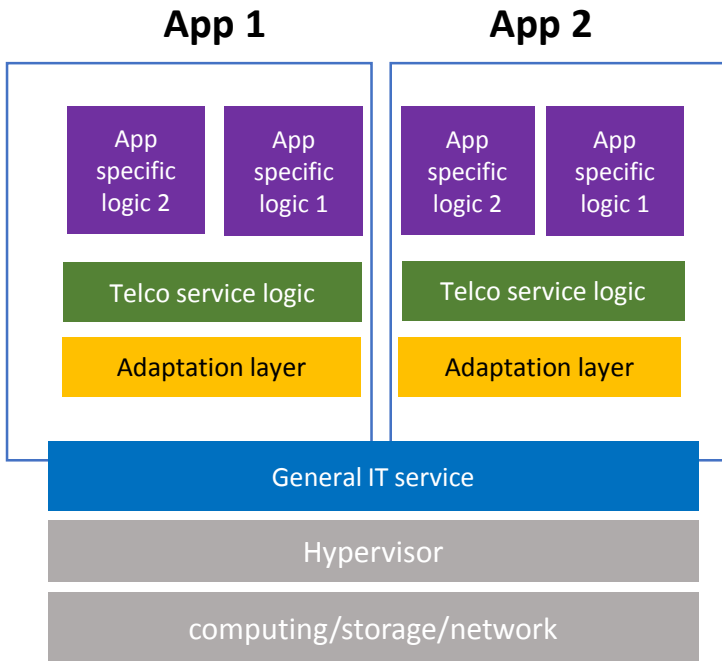 App 1
App 2
App
specific
logic 2
App
specific
logic 1
App
specific
logic 2
App
specific
logic 1
Telco service logic
Telco service logic
Adaptation layer
Adaptation layer
General IT service
Hypervisor
computing/storage/network